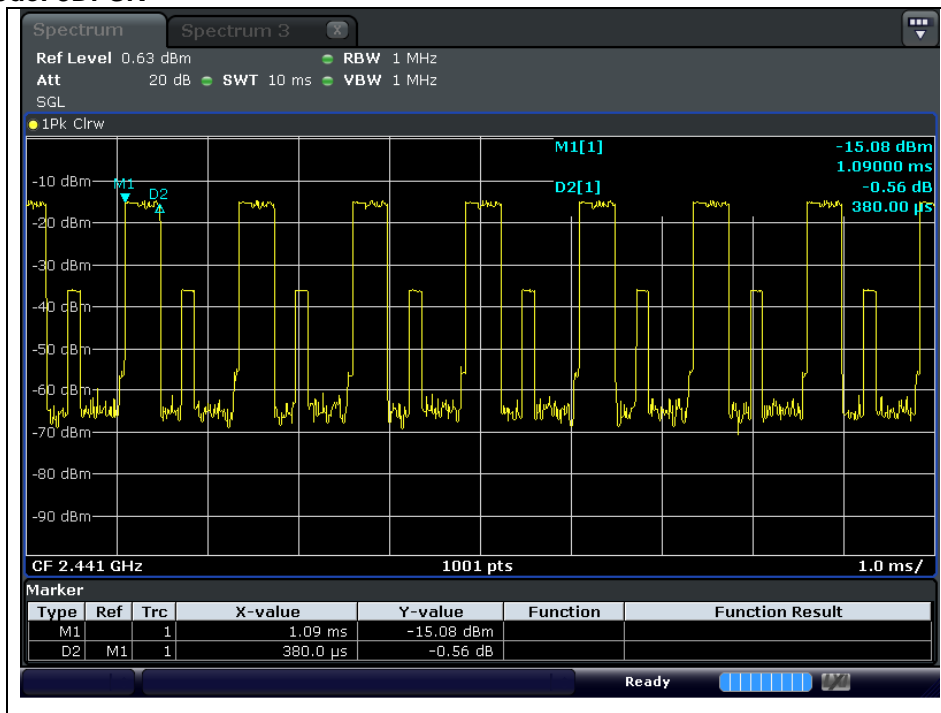 Spectrum Spectrum 3 X
Ref Level 0.63 dBm RBW 1 MHz
Att 20 dB SWT 10 ms VBW 1 MHz
SGL
1Pk Clrw
M1[1] -15.08 dBm
1.09000 ms
D2[1] -0.56 dB
380.00 µs
M1
D2
-10 dBm
-20 dBm
-30 dBm
-40 dBm
-50 dBm
-60 dBm
-70 dBm
-80 dBm
-90 dBm
CF 2.441 GHz 1001 pts 1.0 ms/
Marker
Type Ref Trc X-value Y-value Function Function Result
M1 1 1.09 ms -15.08 dBm
D2 M1 1 380.0 µs -0.56 dB
Ready